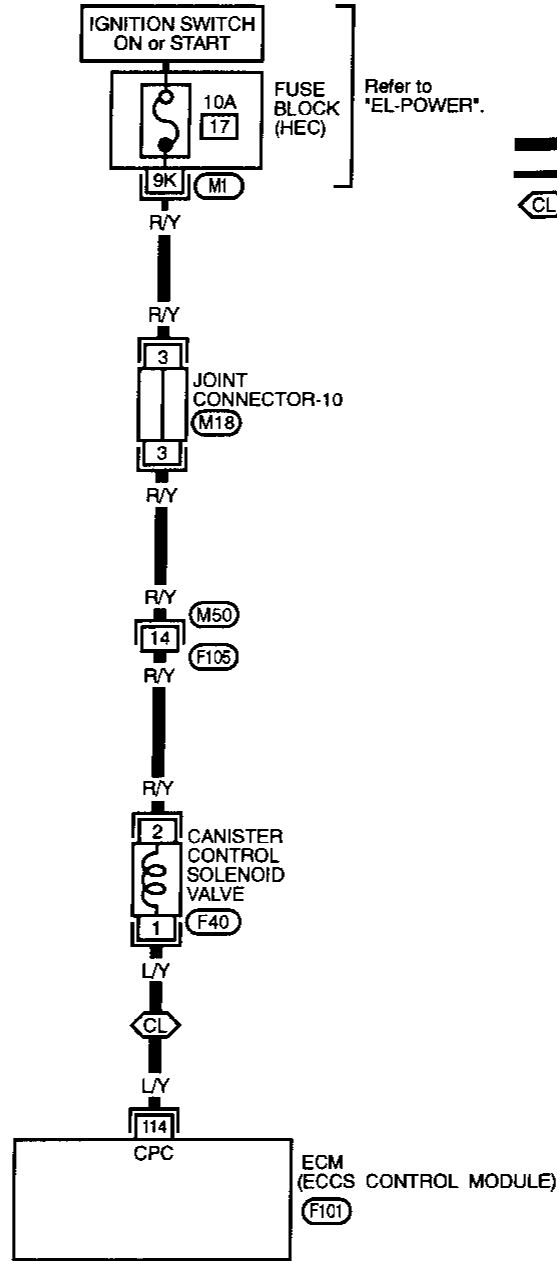 IGNITION SWITCH
ON or START
10A
17
FUSE
BLOCK
(HEC)
Refer to
"EL-POWER".
9K
M1
R/Y
CL
R/Y
3
JOINT
CONNECTOR-10
M18
3
R/Y
R/Y
M50
14
F105
R/Y
R/Y
2
CANISTER
CONTROL
SOLENOID
VALVE
1
F40
L/Y
CL
L/Y
114
CPC
ECM
(ECCS CONTROL MODULE)
F101